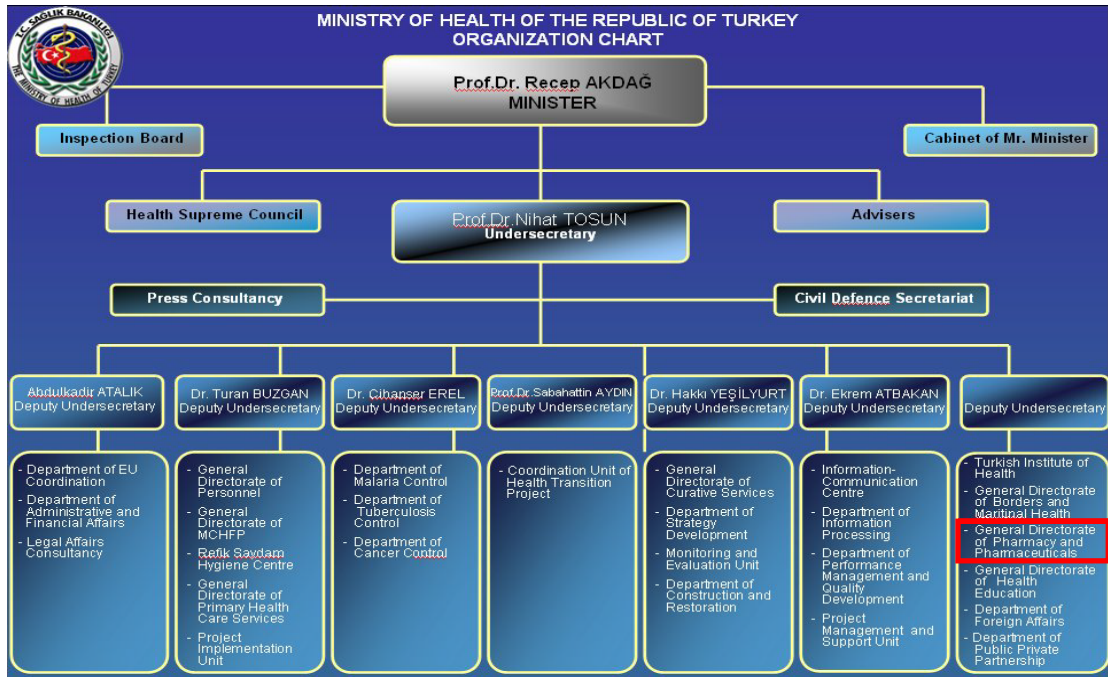 T.C. SAĞLIK BAKANLIĞI
THE MINISTRY OF HEALTH OF TURKEY
MINISTRY OF HEALTH OF THE REPUBLIC OF TURKEY
ORGANIZATION CHART
Prof.Dr. Recep AKDAĞ
MINISTER
Inspection Board
Cabinet of Mr. Minister
Health Supreme Council
Prof.Dr.Nihat TOSUN
Undersecretary
Advisers
Press Consultancy
Civil Defence Secretariat
Abdulkadir ATALIK
Deputy Undersecretary
Dr. Turan BUZGAN
Deputy Undersecretary
Dr. Cihanser EREL
Deputy Undersecretary
Prof.Dr.Sabahattin AYDIN
Deputy Undersecretary
Dr. Hakkı YEŞİLYURT
Deputy Undersecretary
Dr. Ekrem ATBAKAN
Deputy Undersecretary
Deputy Undersecretary
- Department of EU
Coordination
- Department of
Administrative and
Financial Affairs
- Legal Affairs
Consultancy
- General
Directorate of
Personnel
- General
Directorate of
MCHFP
- Refik Saydam
Hygiene Centre
- General
Directorate of
Primary Health
Care Services
- Project
Implementation
Unit
- Department of
Malaria Control
- Department of
Tuberculosis
Control
- Department of
Cancer Control
- Coordination Unit of
Health Transition
Project
- General
Directorate of
Curative Services
- Department of
Strategy
Development
- Monitoring and
Evaluation Unit
- Department of
Construction and
Restoration
- Information-
Communication
Centre
- Department of
Information
Processing
- Department of
Performance
Management and
Quality
Development
- Project
Management and
Support Unit
- Turkish Institute of
Health
- General Directorate
of Borders and
Maritinal Health
- General Directorate
of Pharmacy and
Pharmaceuticals
- General Directorate
of Health
Education
- Department of
Foreign Affairs
- Department of
Public Private
Partnership